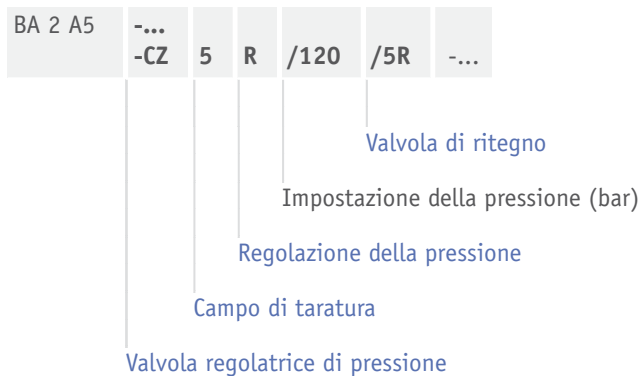 BA 2 A5 -...
-CZ 5 R /120 /5R -...
Valvola di ritegno
Impostazione della pressione (bar)
Regolazione della pressione
Campo di taratura
Valvola regolatrice di pressione